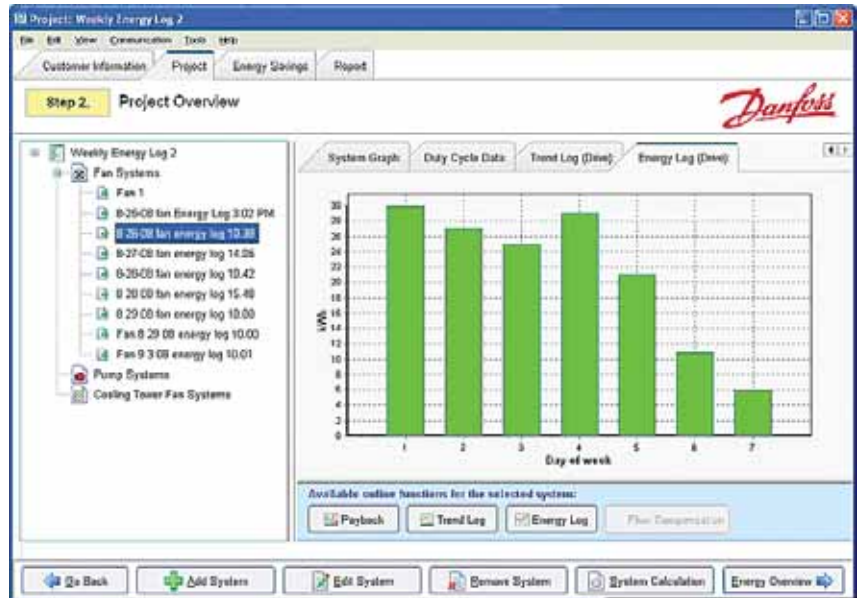 Project: Weekly Energy Log 2
File Edit View Communication Tools Help
Customer Information Project Energy Savings Report
Step 2. Project Overview
Danfoss
Weekly Energy Log 2
Fan Systems
Fan 1
8-26-08 fan Energy Log 3:02 PM
8-26-08 fan energy log 10.30
8-27-08 fan energy log 14.06
8-28-08 fan energy log 10.42
8 28 08 fan energy log 15.40
8 29 08 fan energy log 10.00
Fan 8 29 08 energy log 10.00
Fan 9 3 08 energy log 10.01
Pump Systems
Cooling Tower Fan Systems
System Graph Duty Cycle Data Trend Log (Drive) Energy Log (Drive)
30
28
26
24
22
20
18
16
14
12
10
8
6
4
2
0
kWh
1 2 3 4 5 6 7
Day of week
Available online functions for the selected system:
Payback Trend Log Energy Log Flow Compensation
Go Back Add System Edit System Remove System System Calculation Energy Overview